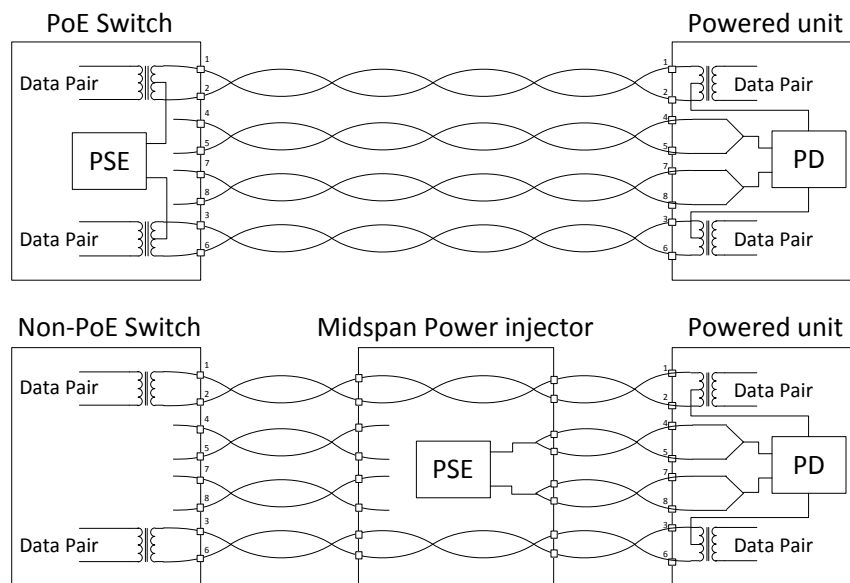 PoE Switch Powered unit
1 1
Data Pair Data Pair
2 2
4 4
PSE 5 5 PD
7 7
8 8
3 3
Data Pair Data Pair
6 6
Non-PoE Switch Midspan Power injector Powered unit
1 1
Data Pair Data Pair
2 2
4 4
5 5
PSE PD
7 7
8 8
3 3
Data Pair Data Pair
6 6